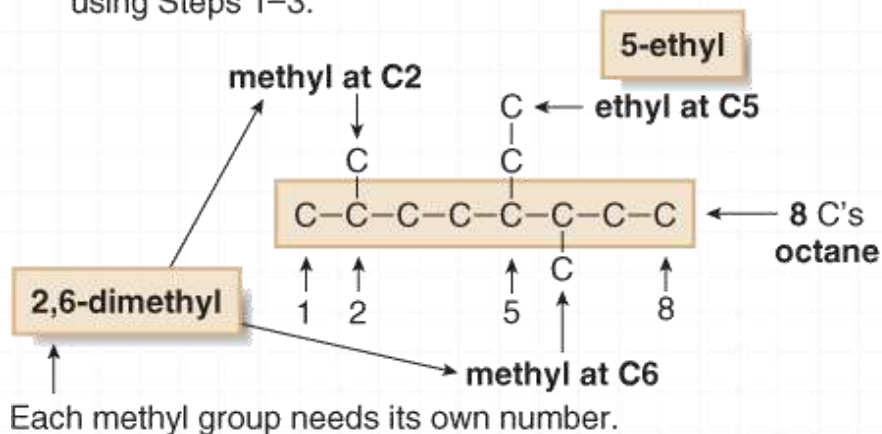 using Steps 1–3.
5-ethyl
methyl at C2
C ethyl at C5
C C
C–C–C–C–C–C–C–C 8 C's
octane
C
2,6-dimethyl
1 2 5 8
methyl at C6
Each methyl group needs its own number.